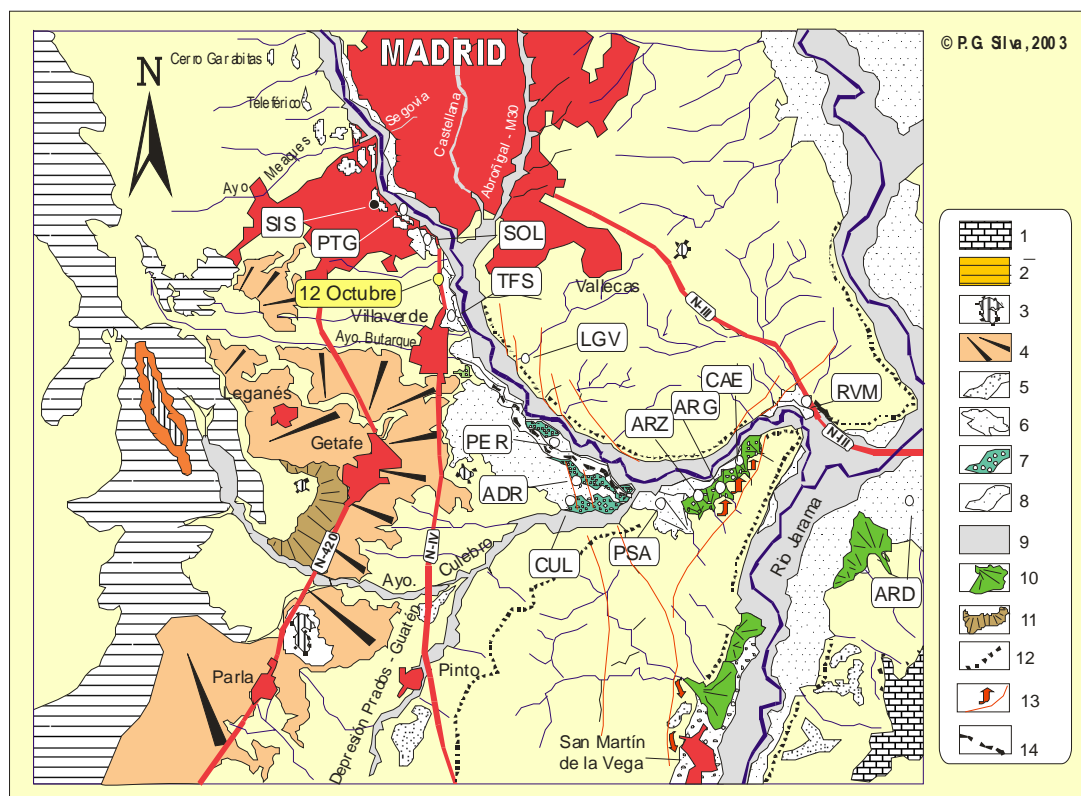 © P.G. Silva, 2003
MADRID
N
Cerro Garabitas
Teleférico
Segovia
Castellana
Abroñigal - M30
Ayo. Meaques
SIS
PTG
SOL
TFS
12 Octubre
Villaverde
Vallecas
N-III
Ayo. Butarque
LGV
CAE
RVM
ARG
ARZ
N-III
Leganés
Getafe
PER
ADR
CUL
PSA
ARD
Rio Jarama
N-420
N-IV
Ayo. Culebro
Depresión Prados - Guatén
Parla
Pinto
San Martín
de la Vega
1
2
3
4
5
6
7
8
9
10
11
12
13
14